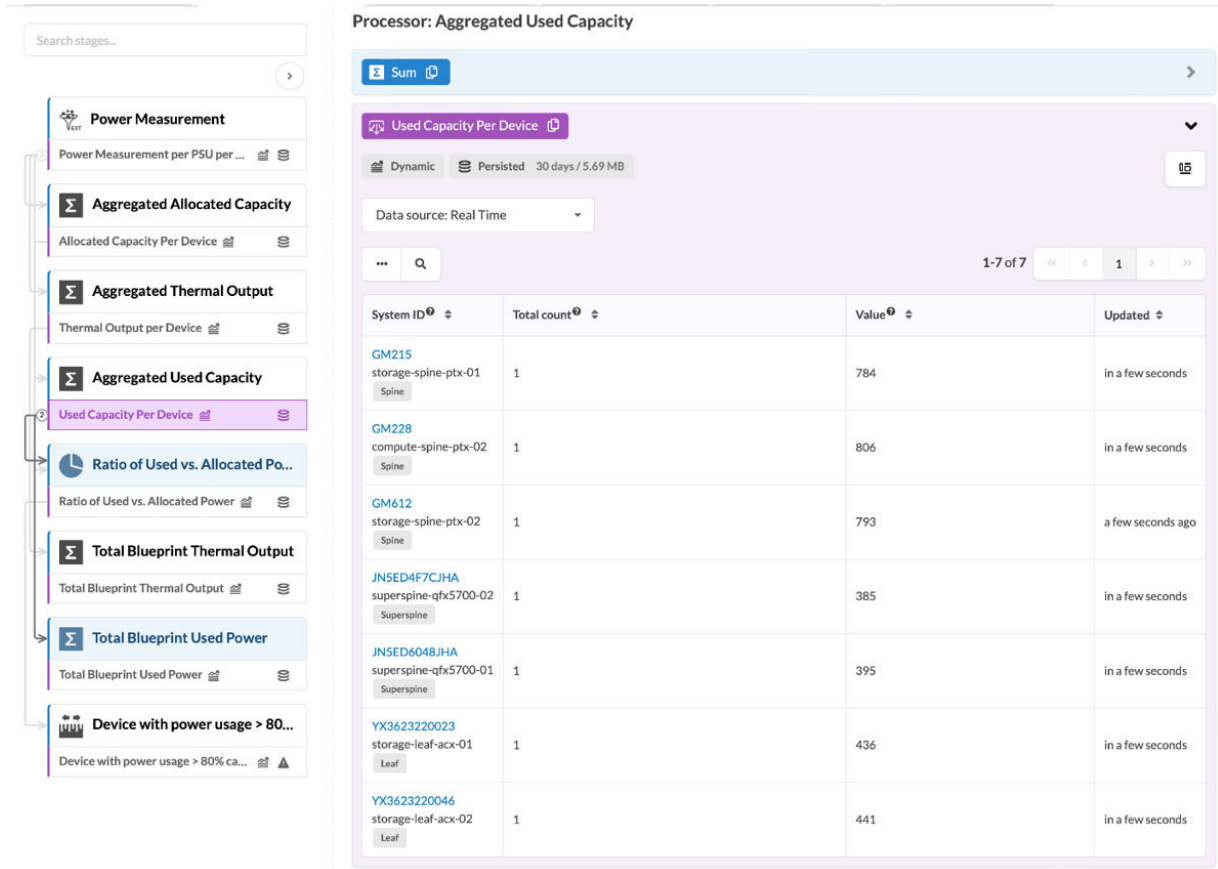 Search stages...
Power Measurement
Power Measurement per PSU per ...
Aggregated Allocated Capacity
Allocated Capacity Per Device
Aggregated Thermal Output
Thermal Output per Device
Aggregated Used Capacity
2 Used Capacity Per Device
Ratio of Used vs. Allocated Po...
Ratio of Used vs. Allocated Power
Total Blueprint Thermal Output
Total Blueprint Thermal Output
Total Blueprint Used Power
Total Blueprint Used Power
Device with power usage > 80...
Device with power usage > 80% ca...
Processor: Aggregated Used Capacity
Σ Sum
Used Capacity Per Device
Dynamic Persisted 30 days / 5.69 MB
Data source: Real Time
1-7 of 7 « ‹ 1 › »
System ID Total count Value Updated
GM215
storage-spine-ptx-01 1 784 in a few seconds
Spine
GM228
compute-spine-ptx-02 1 806 in a few seconds
Spine
GM612
storage-spine-ptx-02 1 793 a few seconds ago
Spine
JN5ED4F7CJHA
superspine-qfx5700-02 1 385 in a few seconds
Superspine
JN5ED6048JHA
superspine-qfx5700-01 1 395 in a few seconds
Superspine
YX3623220023
storage-leaf-acx-01 1 436 in a few seconds
Leaf
YX3623220046
storage-leaf-acx-02 1 441 in a few seconds
Leaf